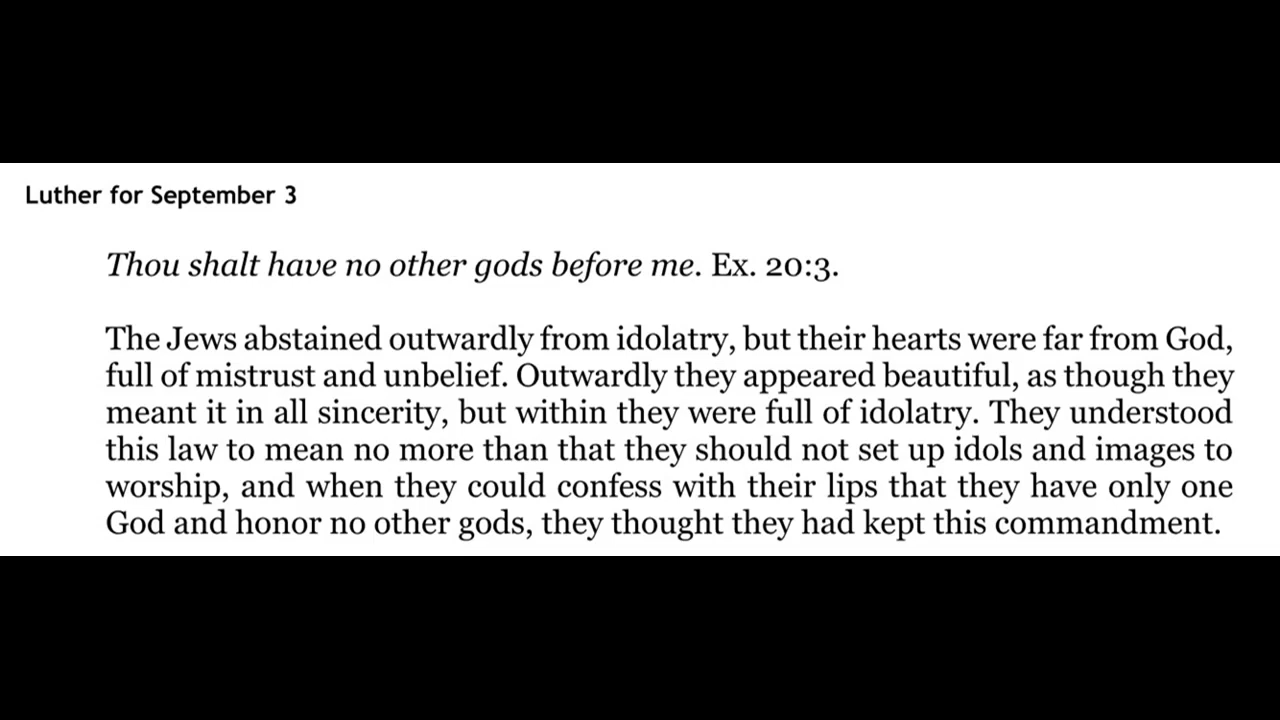 Luther for September 3
Thou shalt have no other gods before me. Ex. 20:3.
The Jews abstained outwardly from idolatry, but their hearts were far from God,
full of mistrust and unbelief. Outwardly they appeared beautiful, as though they
meant it in all sincerity, but within they were full of idolatry. They understood
this law to mean no more than that they should not set up idols and images to
worship, and when they could confess with their lips that they have only one
God and honor no other gods, they thought they had kept this commandment.